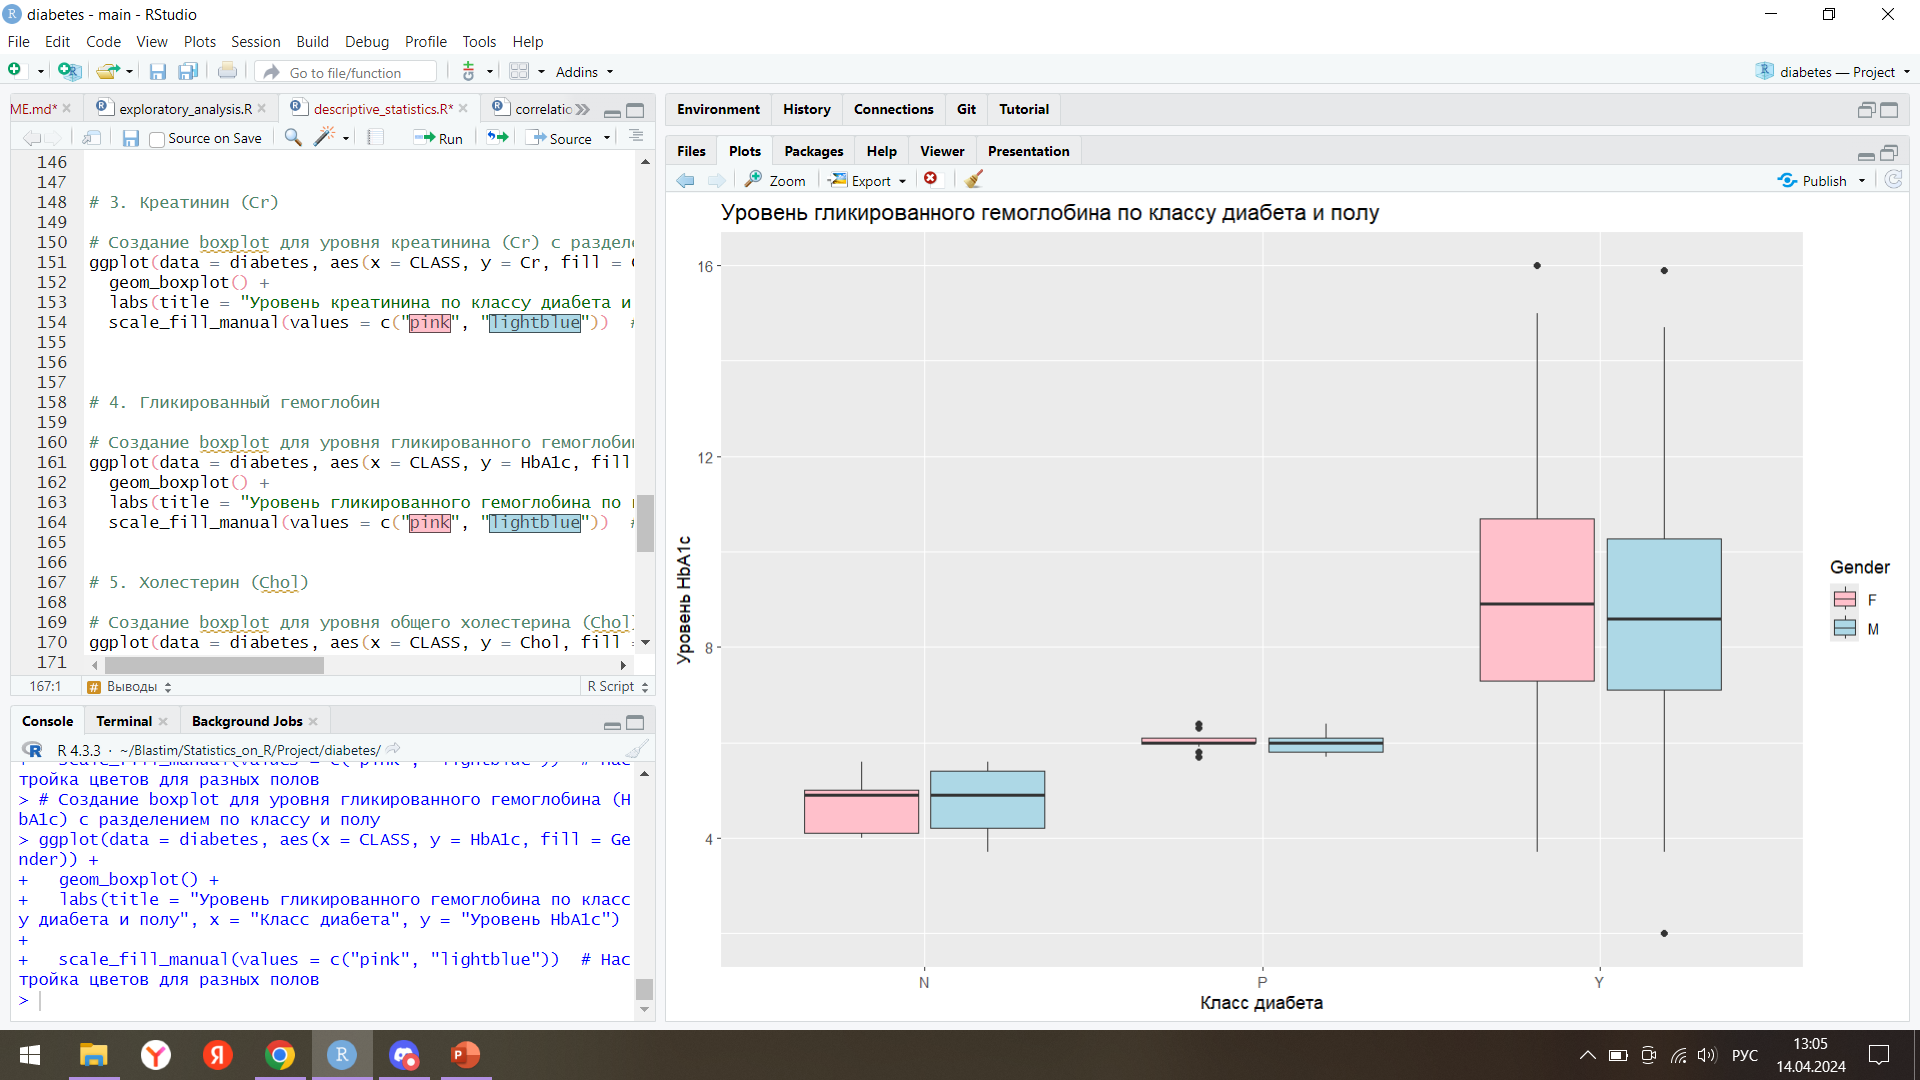 diabetes - main - RStudio
File Edit Code View Plots Session Build Debug Profile Tools Help
Go to file/function
Addins
diabetes — Project
ME.md*
exploratory_analysis.R
descriptive_statistics.R*
correlatio
Source on Save
Run
Source
146
147
148 # 3. Креатинин (Cr)
149
150 # Создание boxplot для уровня креатинина (Cr) с раздел
151 ggplot(data = diabetes, aes(x = CLASS, y = Cr, fill =
152 geom_boxplot() +
153 labs(title = "Уровень креатинина по классу диабета и
154 scale_fill_manual(values = c("pink", "lightblue")) #
155
156
157
158 # 4. Гликированный гемоглобин
159
160 # Создание boxplot для уровня гликированного гемоглоби
161 ggplot(data = diabetes, aes(x = CLASS, y = HbA1c, fill
162 geom_boxplot() +
163 labs(title = "Уровень гликированного гемоглобина по
164 scale_fill_manual(values = c("pink", "lightblue")) #
165
166
167 # 5. Холестерин (Chol)
168
169 # Создание boxplot для уровня общего холестерина (Chol
170 ggplot(data = diabetes, aes(x = CLASS, y = Chol, fill =
171
167:1
# Выводы
R Script
Console Terminal Background Jobs
R 4.3.3 · ~/Blastim/Statistics_on_R/Project/diabetes/
+ scale_fill_manual(values = c("pink", "lightblue")) # Нас
тройка цветов для разных полов
> # Создание boxplot для уровня гликированного гемоглобина (H
bA1c) с разделением по классу и полу
> ggplot(data = diabetes, aes(x = CLASS, y = HbA1c, fill = Ge
nder)) +
+ geom_boxplot() +
+ labs(title = "Уровень гликированного гемоглобина по класс
у диабета и полу", x = "Класс диабета", y = "Уровень HbA1c")
+
+ scale_fill_manual(values = c("pink", "lightblue")) # Нас
тройка цветов для разных полов
>
Environment History Connections Git Tutorial
Files Plots Packages Help Viewer Presentation
Zoom
Export
Publish
Уровень гликированного гемоглобина по классу диабета и полу
16
12
8
4
Уровень HbA1c
N P Y
Класс диабета
Gender
F
M
Y
Я
R
P
РУС
13:05
14.04.2024